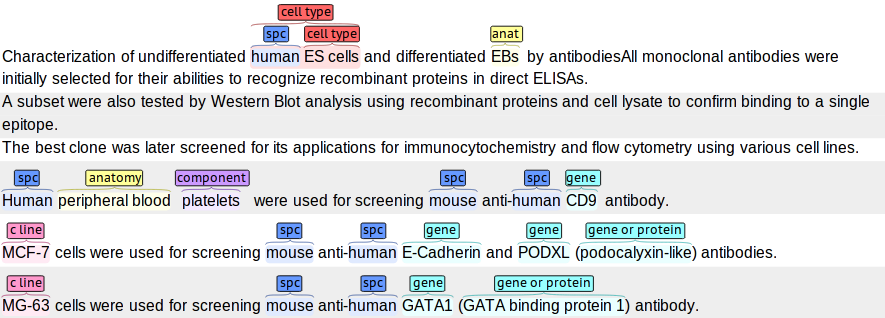 cell type
spc cell type anat
Characterization of undifferentiated human ES cells and differentiated EBs by antibodiesAll monoclonal antibodies were
initially selected for their abilities to recognize recombinant proteins in direct ELISAs.
A subset were also tested by Western Blot analysis using recombinant proteins and cell lysate to confirm binding to a single
epitope.
The best clone was later screened for its applications for immunocytochemistry and flow cytometry using various cell lines.
spc anatomy component spc spc gene
Human peripheral blood platelets were used for screening mouse anti-human CD9 antibody.
c line spc spc gene gene gene or protein
MCF-7 cells were used for screening mouse anti-human E-Cadherin and PODXL (podocalyxin-like) antibodies.
c line spc spc gene gene or protein
MG-63 cells were used for screening mouse anti-human GATA1 (GATA binding protein 1) antibody.